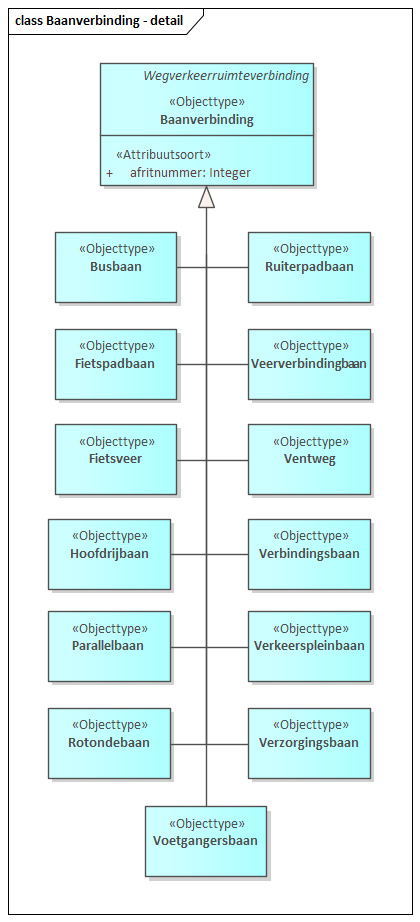 class Baanverbinding - detail
Wegverkeerruimteverbinding
«Objecttype»
Baanverbinding
«Attribuutsoort»
+ afritnummer: Integer
«Objecttype»
Busbaan
«Objecttype»
Ruiterpadbaan
«Objecttype»
Fietspadbaan
«Objecttype»
Veerverbindingbaan
«Objecttype»
Fietsveer
«Objecttype»
Ventweg
«Objecttype»
Hoofdrijbaan
«Objecttype»
Verbindingsbaan
«Objecttype»
Parallelbaan
«Objecttype»
Verkeerspleinbaan
«Objecttype»
Rotondebaan
«Objecttype»
Verzorgingsbaan
«Objecttype»
Voetgangersbaan